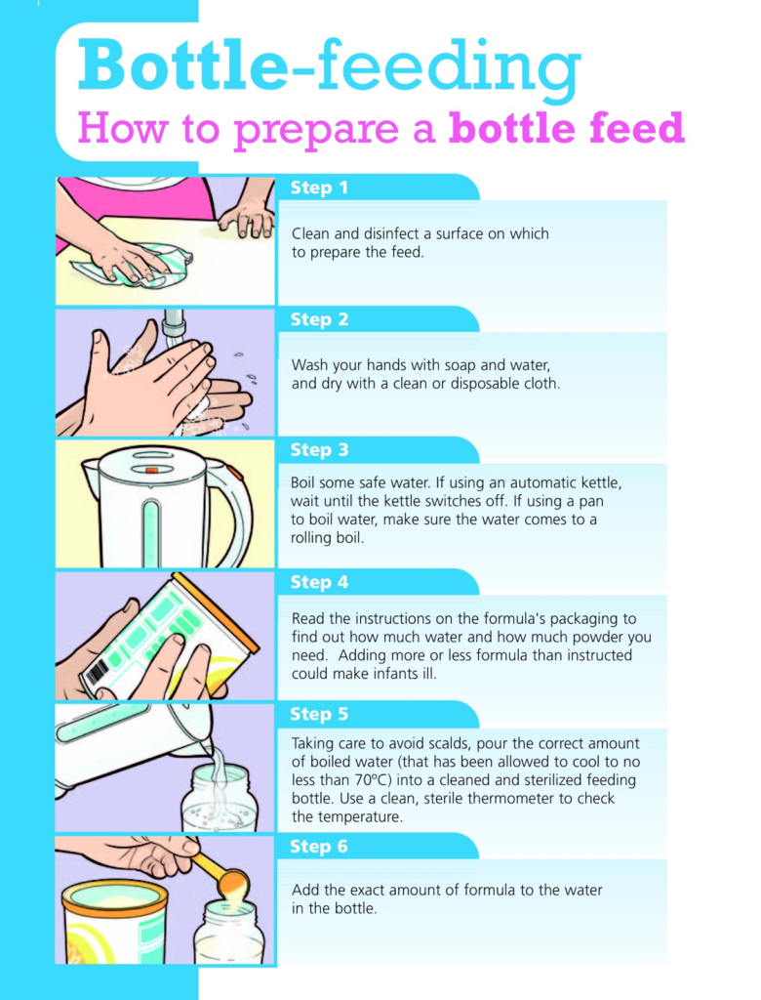 Bottle-feeding
How to prepare a bottle feed
Step 1
Clean and disinfect a surface on which
to prepare the feed.
Step 2
Wash your hands with soap and water,
and dry with a clean or disposable cloth.
Step 3
Boil some safe water. If using an automatic kettle,
wait until the kettle switches off. If using a pan
to boil water, make sure the water comes to a
rolling boil.
Step 4
Read the instructions on the formula's packaging to
find out how much water and how much powder you
need.  Adding more or less formula than instructed
could make infants ill.
Step 5
Taking care to avoid scalds, pour the correct amount
of boiled water (that has been allowed to cool to no
less than 70ºC) into a cleaned and sterilized feeding
bottle. Use a clean, sterile thermometer to check
the temperature.
Step 6
Add the exact amount of formula to the water
in the bottle.